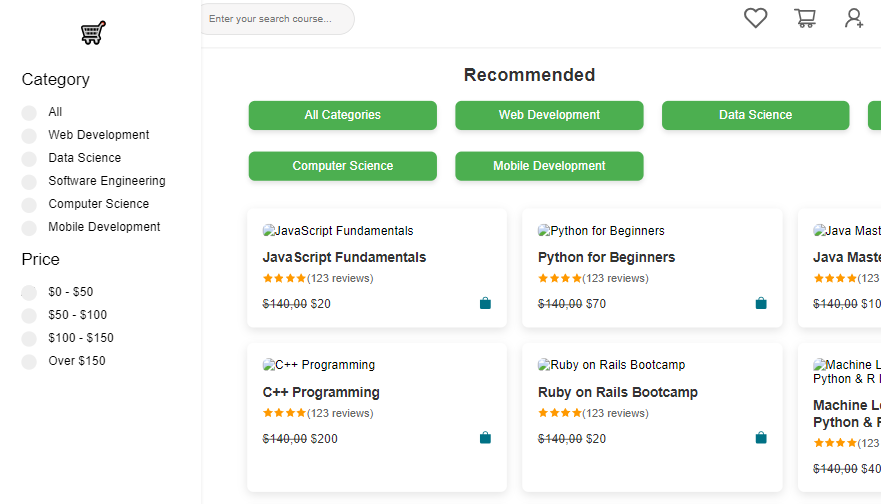 Enter your search course...
Category
All
Web Development
Data Science
Software Engineering
Computer Science
Mobile Development
Price
$0 - $50
$50 - $100
$100 - $150
Over $150
Recommended
All Categories
Web Development
Data Science
Computer Science
Mobile Development
JavaScript Fundamentals
JavaScript Fundamentals
(123 reviews)
$140,00 $20
Python for Beginners
Python for Beginners
(123 reviews)
$140,00 $70
Java Mast
Java Maste
(123
$140,00 $10
C++ Programming
C++ Programming
(123 reviews)
$140,00 $200
Ruby on Rails Bootcamp
Ruby on Rails Bootcamp
(123 reviews)
$140,00 $20
Machine L
Python & R I
Machine Le
Python & R
(123
$140,00 $40